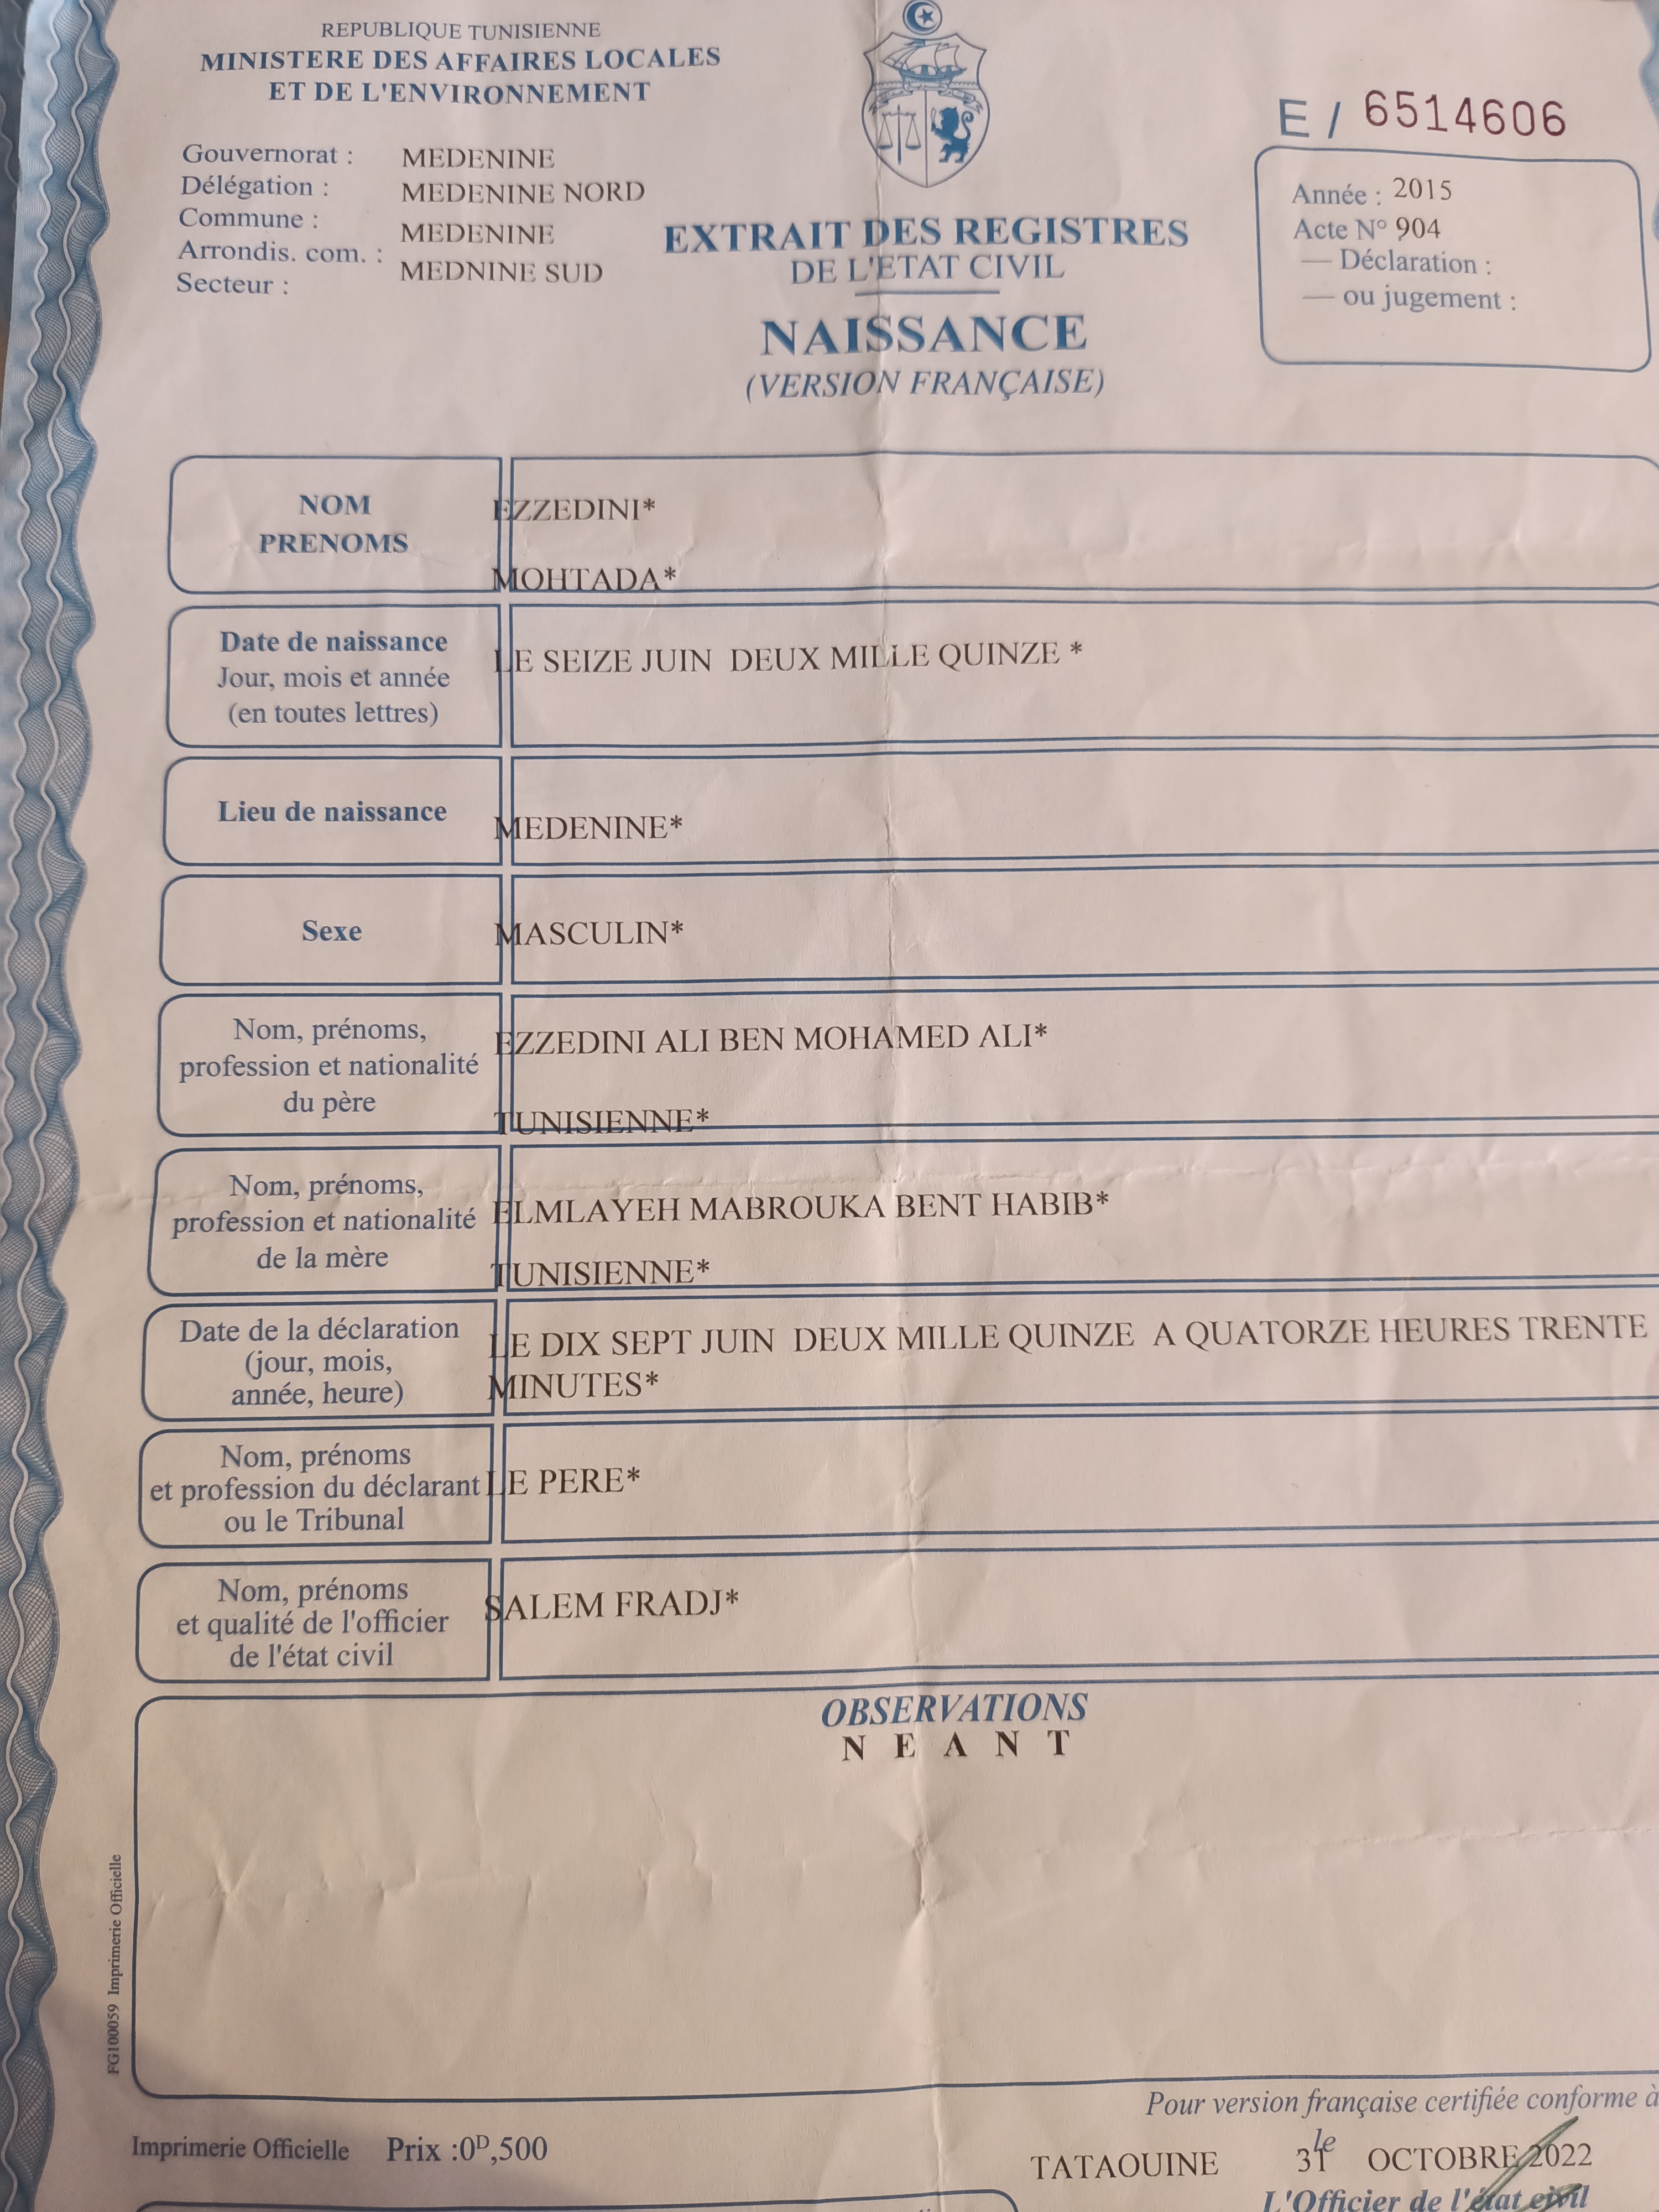 REPUBLIQUE TUNISIENNE
MINISTERE DES AFFAIRES LOCALES
ET DE L'ENVIRONNEMENT
E / 6514606
Gouvernorat : MEDENINE
Délégation : MEDENINE NORD
Commune : MEDENINE
Arrondis. com. :
Secteur : MEDNINE SUD
EXTRAIT DES REGISTRES
DE L'ETAT CIVIL
NAISSANCE
(VERSION FRANÇAISE)
Année : 2015
Acte N° 904
— Déclaration :
— ou jugement :
NOM
PRENOMS
EZZEDINI*
MOHTADA*
Date de naissance
Jour, mois et année
(en toutes lettres)
LE SEIZE JUIN DEUX MILLE QUINZE *
Lieu de naissance
MEDENINE*
Sexe
MASCULIN*
Nom, prénoms,
profession et nationalité
du père
EZZEDINI ALI BEN MOHAMED ALI*
TUNISIENNE*
Nom, prénoms,
profession et nationalité
de la mère
ELMLAYEH MABROUKA BENT HABIB*
TUNISIENNE*
Date de la déclaration
(jour, mois,
année, heure)
LE DIX SEPT JUIN DEUX MILLE QUINZE A QUATORZE HEURES TRENTE
MINUTES*
Nom, prénoms
et profession du déclarant
ou le Tribunal
LE PERE*
Nom, prénoms
et qualité de l'officier
de l'état civil
SALEM FRADJ*
OBSERVATIONS
N E A N T
FG100059 Imprimerie Officielle
Pour version française certifiée conforme à
Imprimerie Officielle Prix :0D,500
TATAOUINE le 31 OCTOBRE 2022
L'Officier de l'état civil